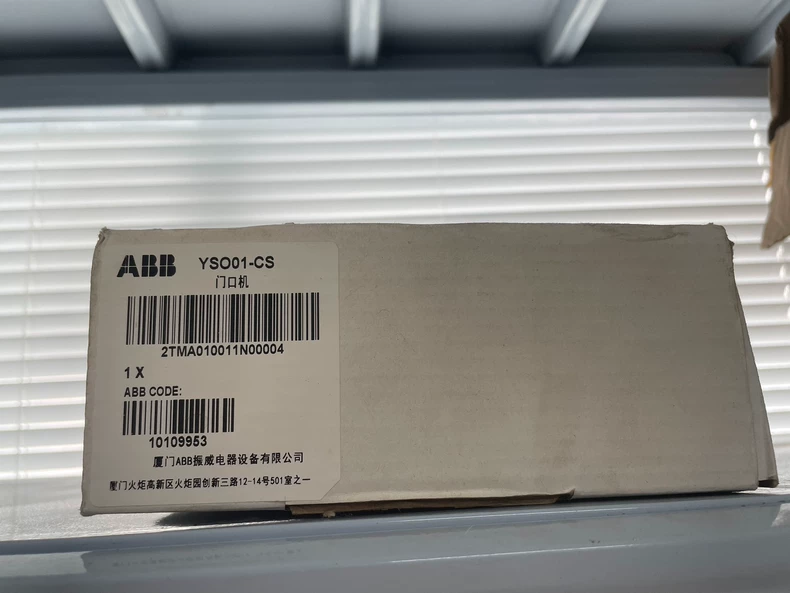 ABB YSO01-CS
门口机
2TMA010011N00004
1 X
ABB CODE:
10109953
厦门ABB振威电器设备有限公司
厦门火炬高新区火炬园创新三路12-14号501室之一